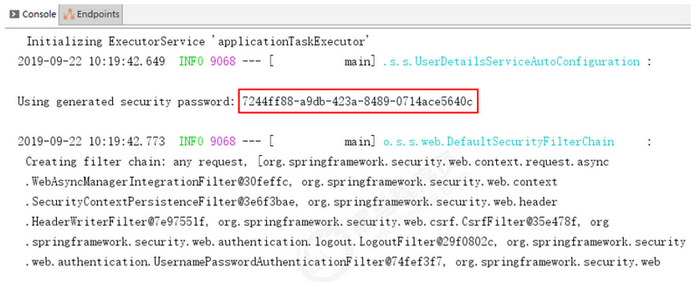 Console Endpoints
Initializing ExecutorService 'applicationTaskExecutor'
2019-09-22 10:19:42.649 INFO 9068 --- [ main] .s.s.UserDetailsServiceAutoConfiguration :
Using generated security password: 7244ff88-a9db-423a-8489-0714ace5640c
2019-09-22 10:19:42.773 INFO 9068 --- [ main] o.s.s.web.DefaultSecurityFilterChain :
Creating filter chain: any request, [org.springframework.security.web.context.request.async
.WebAsyncManagerIntegrationFilter@30feffc, org.springframework.security.web.context
.SecurityContextPersistenceFilter@3e6f3bae, org.springframework.security.web.header
.HeaderWriterFilter@7e97551f, org.springframework.security.web.csrf.CsrfFilter@35e478f, org
.springframework.security.web.authentication.logout.LogoutFilter@29f0802c, org.springframework.security
.web.authentication.UsernamePasswordAuthenticationFilter@74fef3f7, org.springframework.security.web